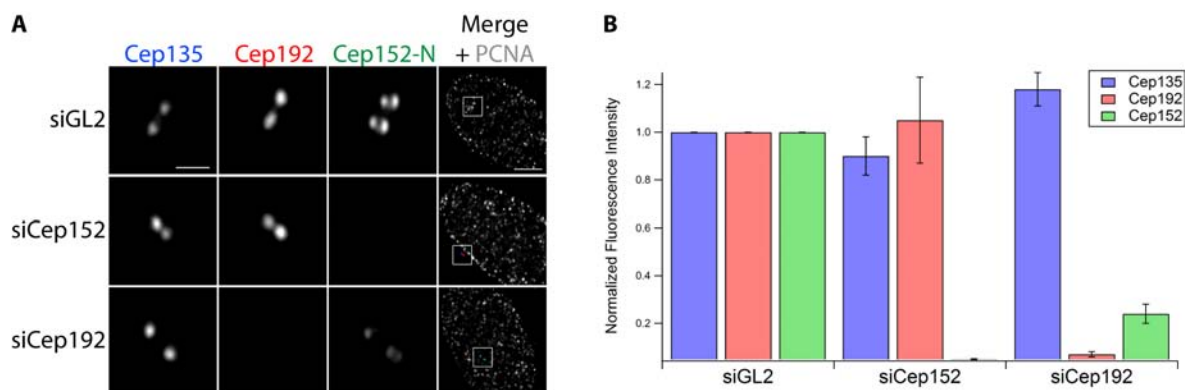 A
Cep135 Cep192 Cep152-N Merge
+ PCNA
siGL2
siCep152
siCep192
B
Normalized Fluorescence Intensity
1.2
1.0
0.8
0.6
0.4
0.2
Cep135
Cep192
Cep152
siGL2 siCep152 siCep192